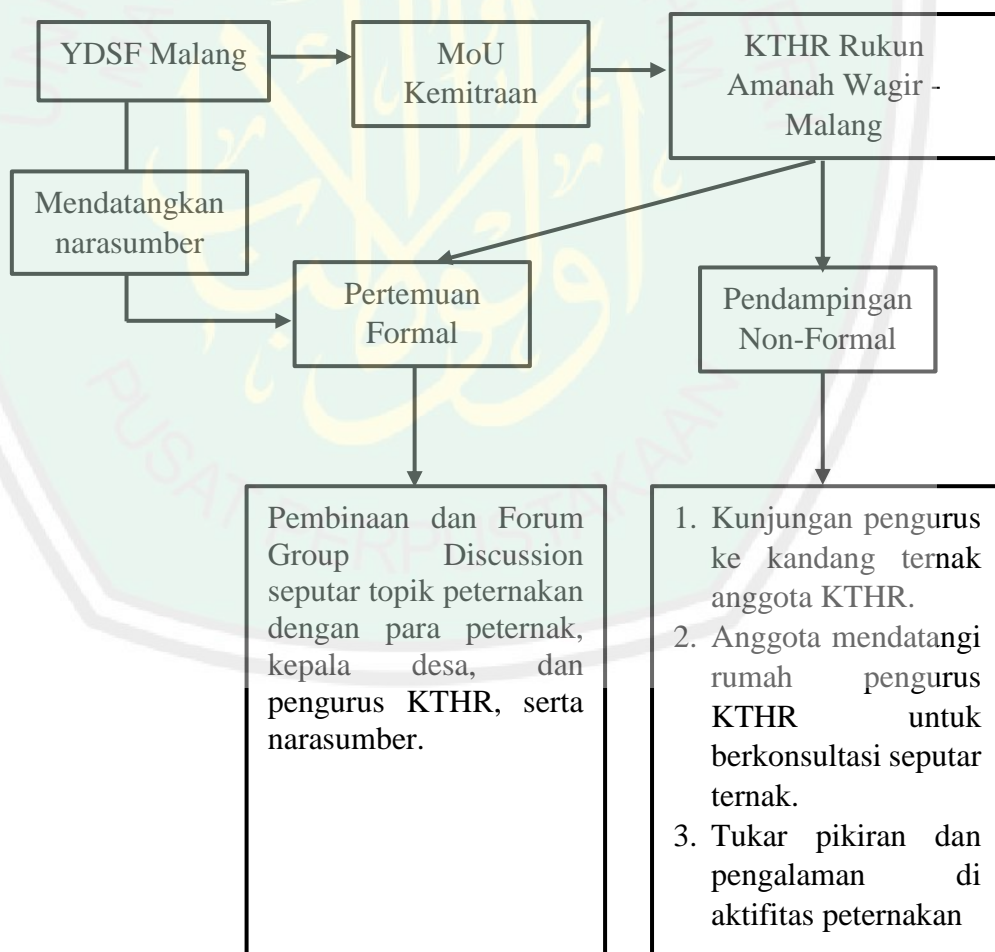 YDSF Malang
MoU
Kemitraan
KTHR Rukun
Amanah Wagir -
Malang
Mendatangkan
narasumber
Pertemuan
Formal
Pendampingan
Non-Formal
Pembinaan dan Forum
Group Discussion
seputar topik peternakan
dengan para peternak,
kepala desa, dan
pengurus KTHR, serta
narasumber.
1. Kunjungan pengurus
ke kandang ternak
anggota KTHR.
2. Anggota mendatangi
rumah pengurus
KTHR untuk
berkonsultasi seputar
ternak.
3. Tukar pikiran dan
pengalaman di
aktifitas peternakan
PUSAT PERPUSTAKAAN